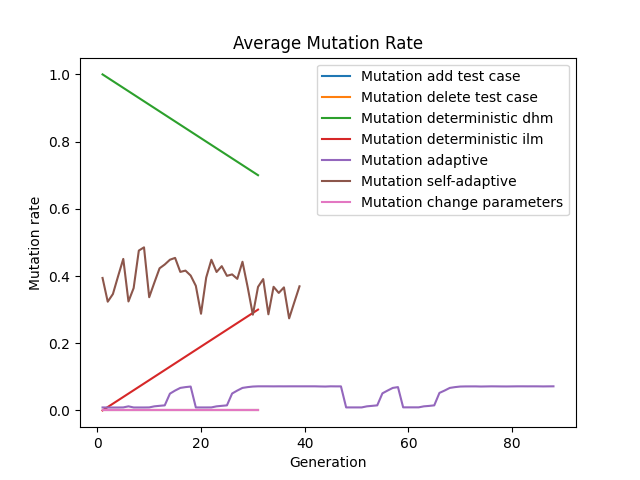 Average Mutation Rate
Mutation rate
1.0
0.8
0.6
0.4
0.2
0.0
Mutation add test case
Mutation delete test case
Mutation deterministic dhm
Mutation deterministic ilm
Mutation adaptive
Mutation self-adaptive
Mutation change parameters
0 20 40 60 80
Generation